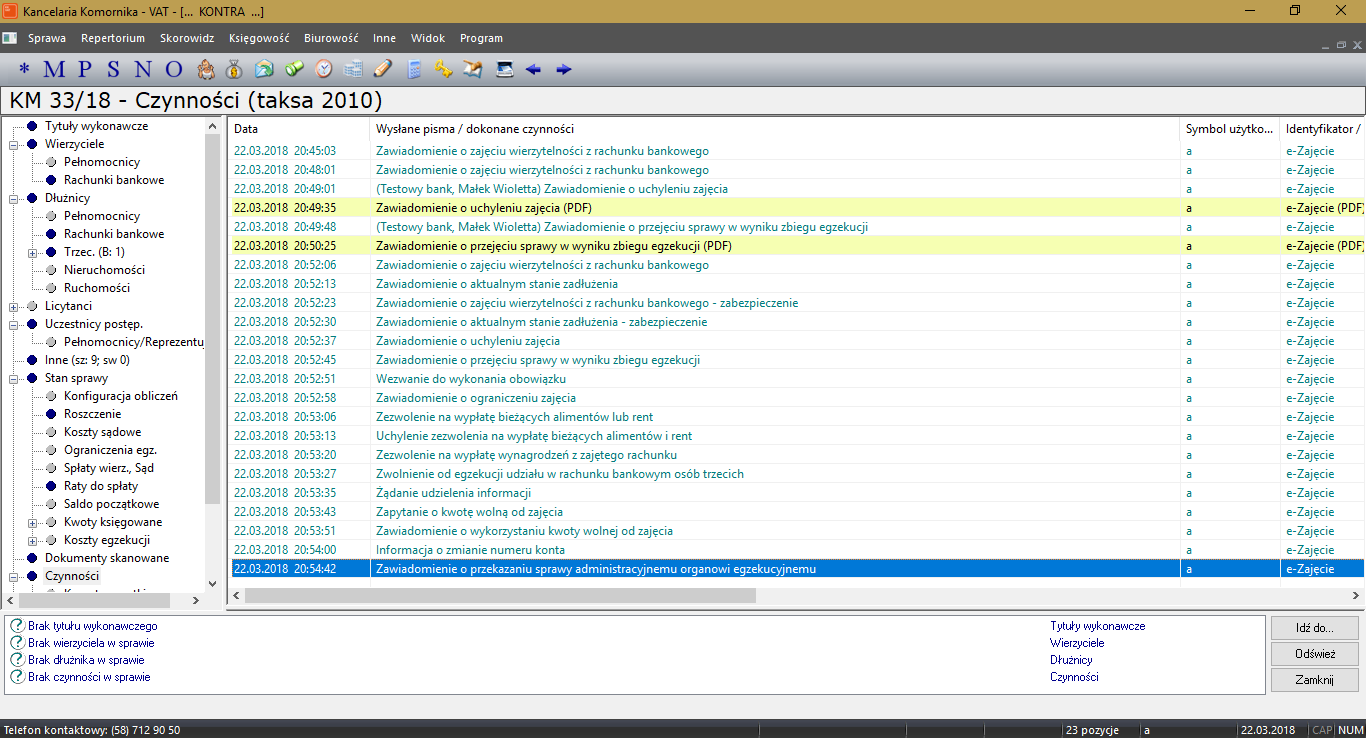 Kancelaria Komornika - VAT - [... KONTRA ...]
Sprawa Repertorium Skorowidz Księgowość Biurowość Inne Widok Program
* M P S N O
KM 33/18 - Czynności (taksa 2010)
Tytuły wykonawcze
Wierzyciele
Pełnomocnicy
Rachunki bankowe
Dłużnicy
Pełnomocnicy
Rachunki bankowe
Trzec. (B: 1)
Nieruchomości
Ruchomości
Licytanci
Uczestnicy postęp.
Pełnomocnicy/Reprezentuj
Inne (sz: 9; sw 0)
Stan sprawy
Konfiguracja obliczeń
Roszczenie
Koszty sądowe
Ograniczenia egz.
Spłaty wierz., Sąd
Raty do spłaty
Saldo początkowe
Kwoty księgowane
Koszty egzekucji
Dokumenty skanowane
Czynności
Data Wysłane pisma / dokonane czynności Symbol użytko... Identyfikator /
22.03.2018 20:45:03 Zawiadomienie o zajęciu wierzytelności z rachunku bankowego a e-Zajęcie
22.03.2018 20:48:01 Zawiadomienie o zajęciu wierzytelności z rachunku bankowego a e-Zajęcie
22.03.2018 20:49:01 (Testowy bank, Małek Wioletta) Zawiadomienie o uchyleniu zajęcia a e-Zajęcie
22.03.2018 20:49:35 Zawiadomienie o uchyleniu zajęcia (PDF) a e-Zajęcie (PDF)
22.03.2018 20:49:48 (Testowy bank, Małek Wioletta) Zawiadomienie o przejęciu sprawy w wyniku zbiegu egzekucji a e-Zajęcie
22.03.2018 20:50:25 Zawiadomienie o przejęciu sprawy w wyniku zbiegu egzekucji (PDF) a e-Zajęcie (PDF)
22.03.2018 20:52:06 Zawiadomienie o zajęciu wierzytelności z rachunku bankowego a e-Zajęcie
22.03.2018 20:52:13 Zawiadomienie o aktualnym stanie zadłużenia a e-Zajęcie
22.03.2018 20:52:23 Zawiadomienie o zajęciu wierzytelności z rachunku bankowego - zabezpieczenie a e-Zajęcie
22.03.2018 20:52:30 Zawiadomienie o aktualnym stanie zadłużenia - zabezpieczenie a e-Zajęcie
22.03.2018 20:52:37 Zawiadomienie o uchyleniu zajęcia a e-Zajęcie
22.03.2018 20:52:45 Zawiadomienie o przejęciu sprawy w wyniku zbiegu egzekucji a e-Zajęcie
22.03.2018 20:52:51 Wezwanie do wykonania obowiązku a e-Zajęcie
22.03.2018 20:52:58 Zawiadomienie o ograniczeniu zajęcia a e-Zajęcie
22.03.2018 20:53:06 Zezwolenie na wypłatę bieżących alimentów lub rent a e-Zajęcie
22.03.2018 20:53:13 Uchylenie zezwolenia na wypłatę bieżących alimentów i rent a e-Zajęcie
22.03.2018 20:53:20 Zezwolenie na wypłatę wynagrodzeń z zajętego rachunku a e-Zajęcie
22.03.2018 20:53:27 Zwolnienie od egzekucji udziału w rachunku bankowym osób trzecich a e-Zajęcie
22.03.2018 20:53:35 Żądanie udzielenia informacji a e-Zajęcie
22.03.2018 20:53:43 Zapytanie o kwotę wolną od zajęcia a e-Zajęcie
22.03.2018 20:53:51 Zawiadomienie o wykorzystaniu kwoty wolnej od zajęcia a e-Zajęcie
22.03.2018 20:54:00 Informacja o zmianie numeru konta a e-Zajęcie
22.03.2018 20:54:42 Zawiadomienie o przekazaniu sprawy administracyjnemu organowi egzekucyjnemu a e-Zajęcie
Brak tytułu wykonawczego Tytuły wykonawcze
Brak wierzyciela w sprawie Wierzyciele
Brak dłużnika w sprawie Dłużnicy
Brak czynności w sprawie Czynności
Idź do...
Odśwież
Zamknij
Telefon kontaktowy: (58) 712 90 50 23 pozycje a 22.03.2018 CAP NUM